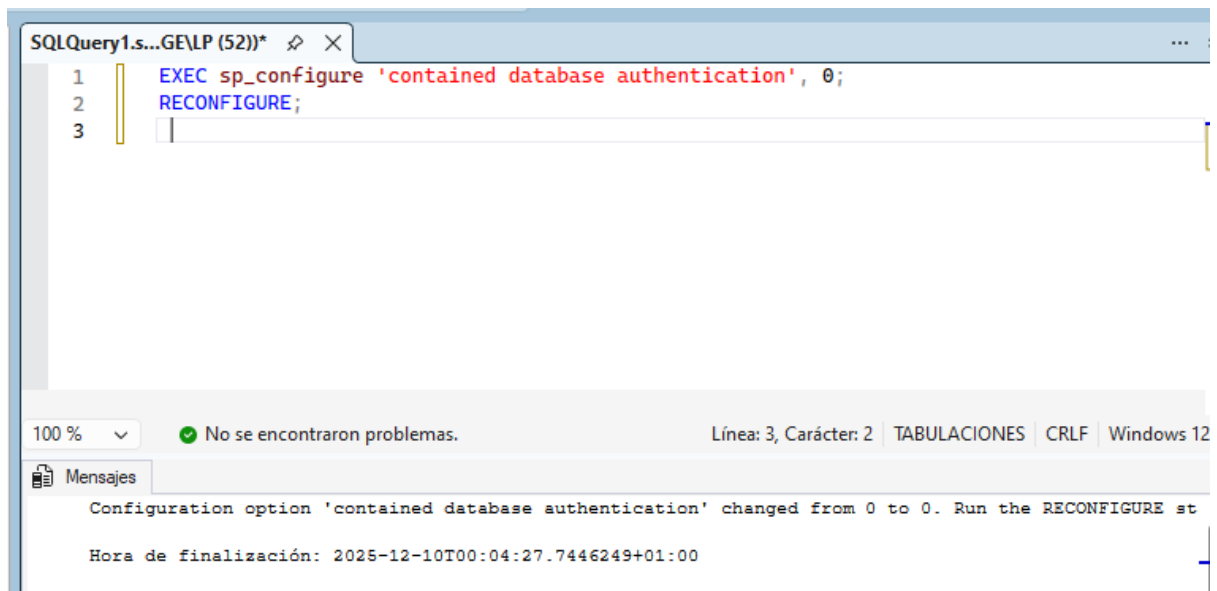 SQLQuery1.s...GE\LP (52))*
1 EXEC sp_configure 'contained database authentication', 0;
2 RECONFIGURE;
3
100 % No se encontraron problemas. Línea: 3, Carácter: 2 TABULACIONES CRLF Windows 12
Mensajes
Configuration option 'contained database authentication' changed from 0 to 0. Run the RECONFIGURE st
Hora de finalización: 2025-12-10T00:04:27.7446249+01:00